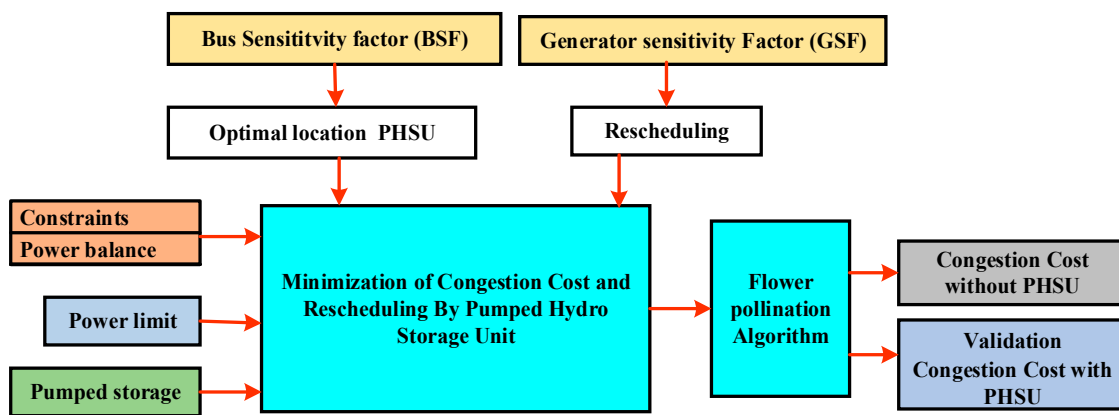 Bus Sensititvity factor (BSF)
Generator sensitivity Factor (GSF)
Optimal location PHSU
Rescheduling
Constraints
Power balance
Power limit
Pumped storage
Minimization of Congestion Cost and
Rescheduling By Pumped Hydro
Storage Unit
Flower
pollination
Algorithm
Congestion Cost
without PHSU
Validation
Congestion Cost with
PHSU